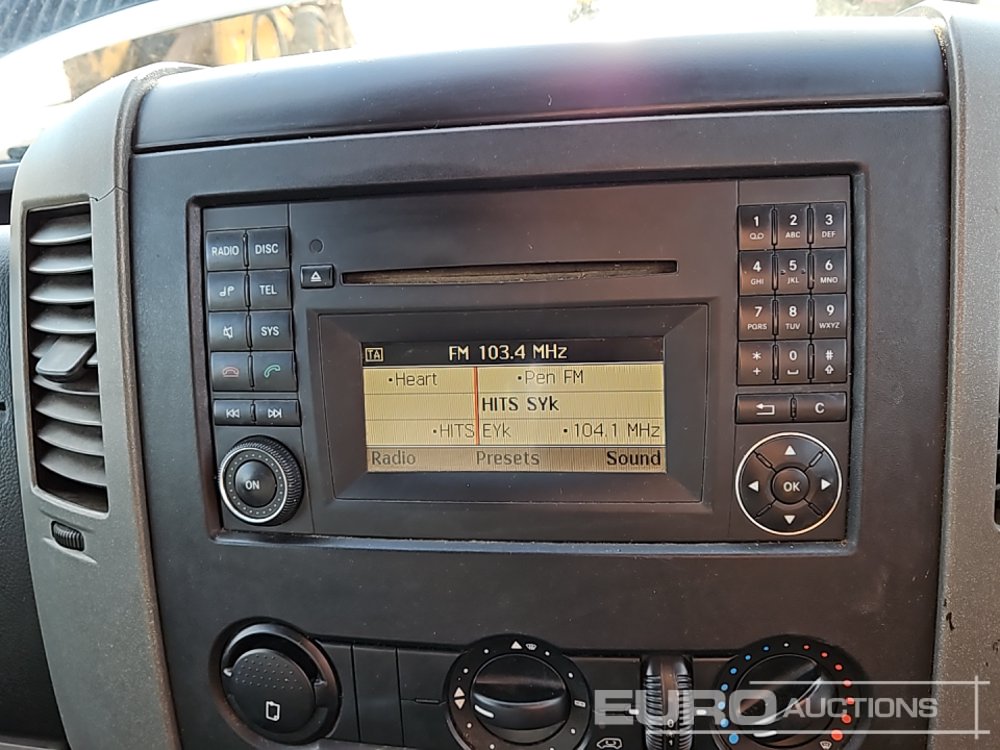 RADIO DISC
TEL
SYS
ON
TA FM 103.4 MHz
•Heart •Pen FM
HITS SYk
•HITS EYk •104.1 MHz
Radio Presets Sound
1 2 ABC 3 DEF
4 GHI 5 JKL 6 MNO
7 PQRS 8 TUV 9 WXYZ
* + 0 #
C
OK
EURO AUCTIONS